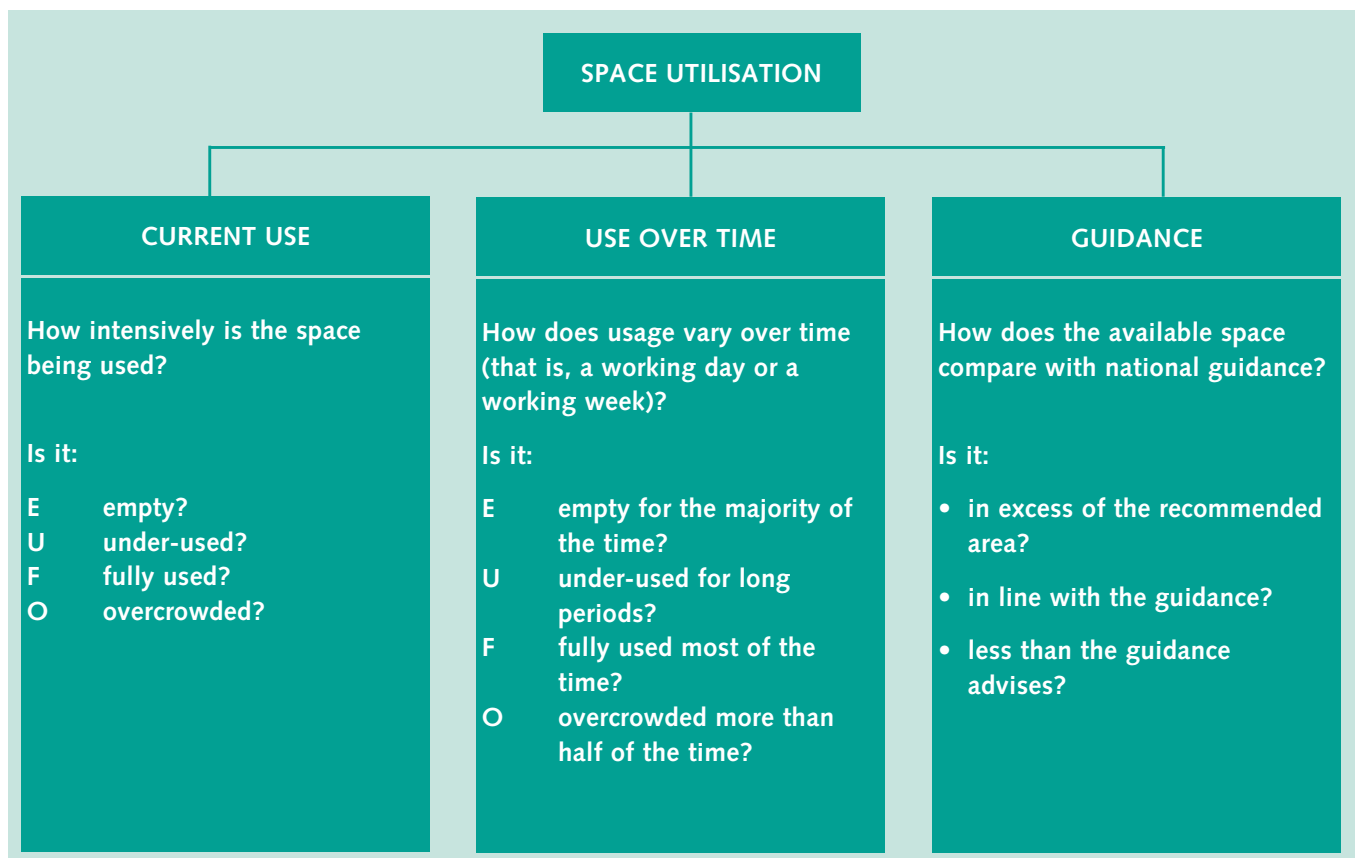 SPACE UTILISATION
CURRENT USE
How intensively is the space
being used?
Is it:
E empty?
U under-used?
F fully used?
O overcrowded?
USE OVER TIME
How does usage vary over time
(that is, a working day or a
working week)?
Is it:
E empty for the majority of
the time?
U under-used for long
periods?
F fully used most of the
time?
O overcrowded more than
half of the time?
GUIDANCE
How does the available space
compare with national guidance?
Is it:
• in excess of the recommended
area?
• in line with the guidance?
• less than the guidance
advises?